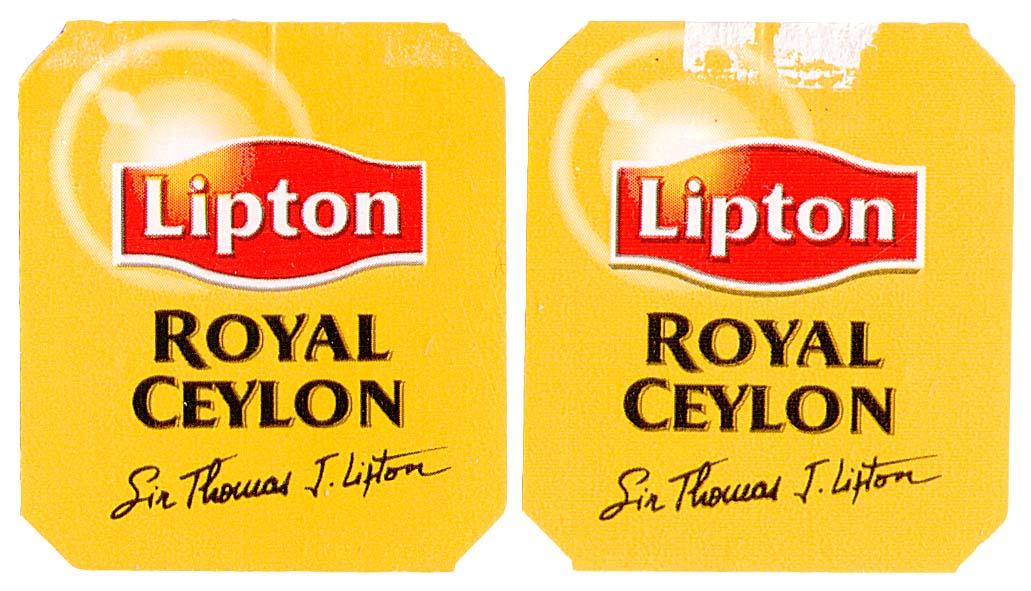 Lipton
ROYAL
CEYLON
Sir Thomas J. Lipton
Lipton
ROYAL
CEYLON
Sir Thomas J. Lipton